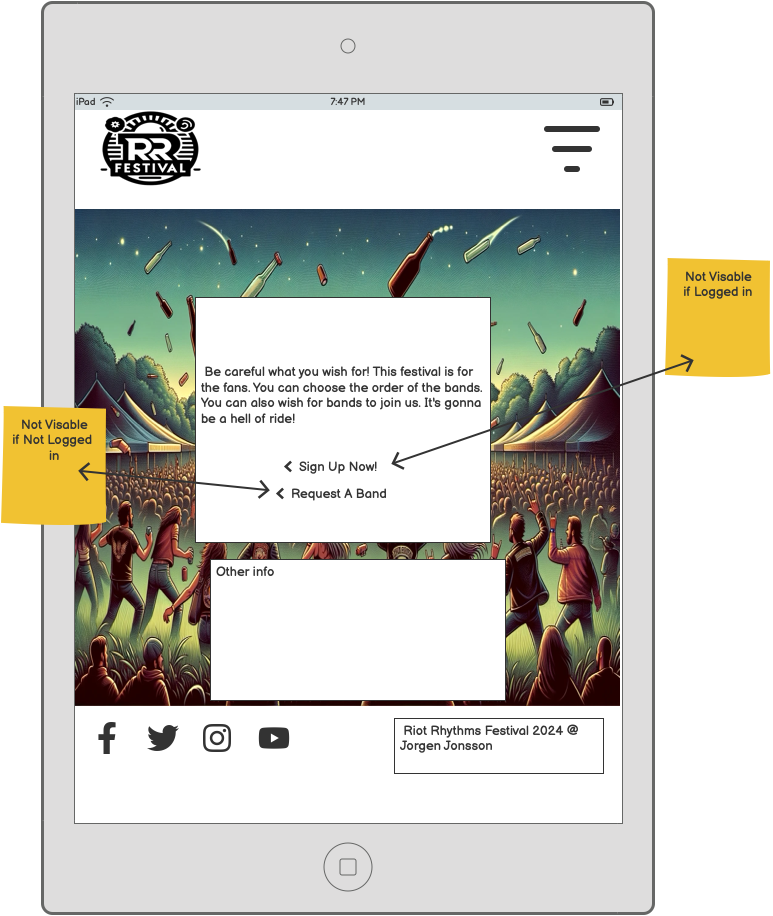 iPad
7:47 PM
RR
FESTIVAL
Not Visable
if Logged in
Be careful what you wish for! This festival is for
the fans. You can choose the order of the bands.
You can also wish for bands to join us. It's gonna
be a hell of ride!
Not Visable
if Not Logged
in
Sign Up Now!
Request A Band
Other info
Riot Rhythms Festival 2024 @
Jorgen Jonsson